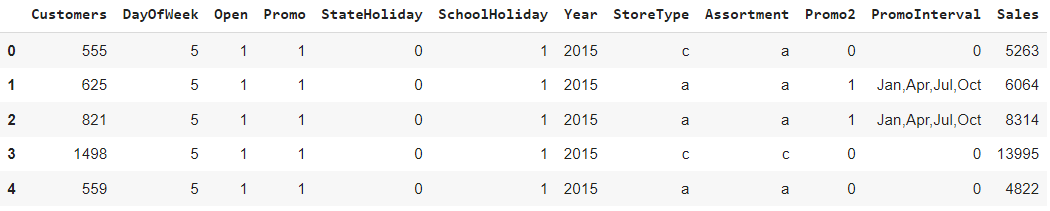 Customers DayOfWeek Open Promo StateHoliday SchoolHoliday Year StoreType Assortment Promo2 PromoInterval Sales
0 555 5 1 1 0 1 2015 c a 0 0 5263
1 625 5 1 1 0 1 2015 a a 1 Jan,Apr,Jul,Oct 6064
2 821 5 1 1 0 1 2015 a a 1 Jan,Apr,Jul,Oct 8314
3 1498 5 1 1 0 1 2015 c c 0 0 13995
4 559 5 1 1 0 1 2015 a a 0 0 4822